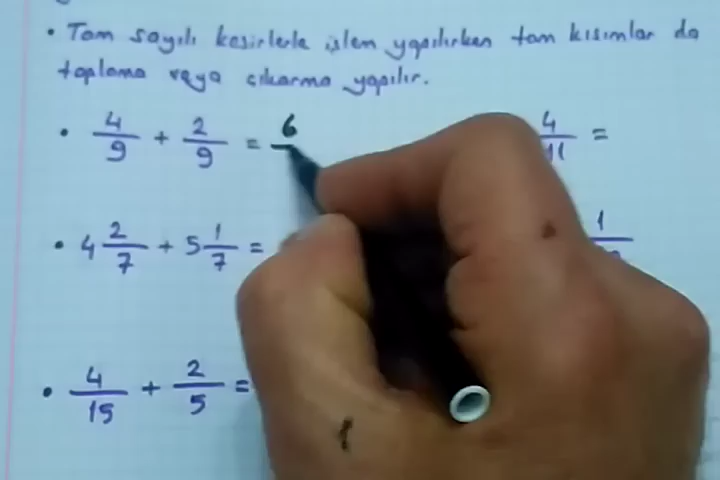 • Tam sayılı kesirlerle işlem yapılırken tam kısımlar da
toplama veya çıkarma yapılır.
• 4/9 + 2/9 = 6/ 4/11 =
• 4 2/7 + 5 1/7 = 1/
• 4/15 + 2/5 =